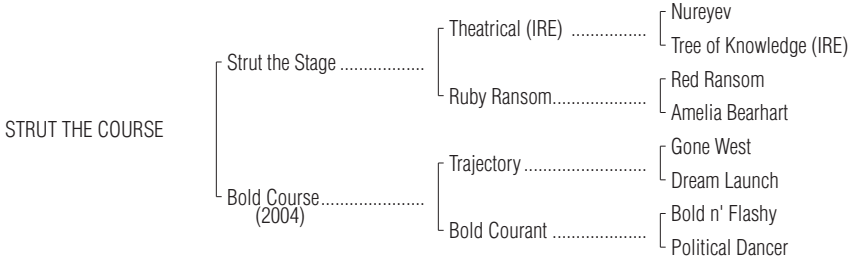 Nureyev
Theatrical (IRE) ................
Tree of Knowledge (IRE)
Strut the Stage ..................
Red Ransom
Ruby Ransom....................
Amelia Bearhart
STRUT THE COURSE
Gone West
Trajectory ..........................
Dream Launch
Bold Course......................
(2004)
Bold n' Flashy
Bold Courant ....................
Political Dancer